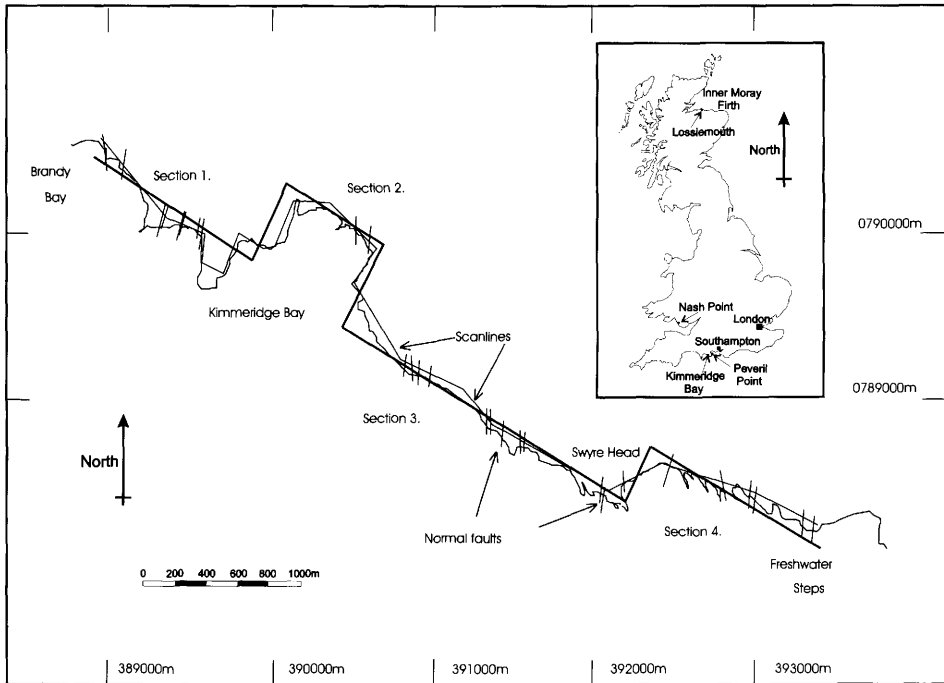 Brandy
Bay
Section 1.
Section 2.
Kimmeridge Bay
Scanlines
Section 3.
North
Normal faults
Swyre Head
Section 4.
Freshwater
Steps
0 200 400 600 800 1000m
0790000m
0789000m
389000m
390000m
391000m
392000m
393000m
Inner Moray
Firth
Lossiemouth
North
Nash Point
London
Southampton
Kimmeridge
Bay
Peveril
Point